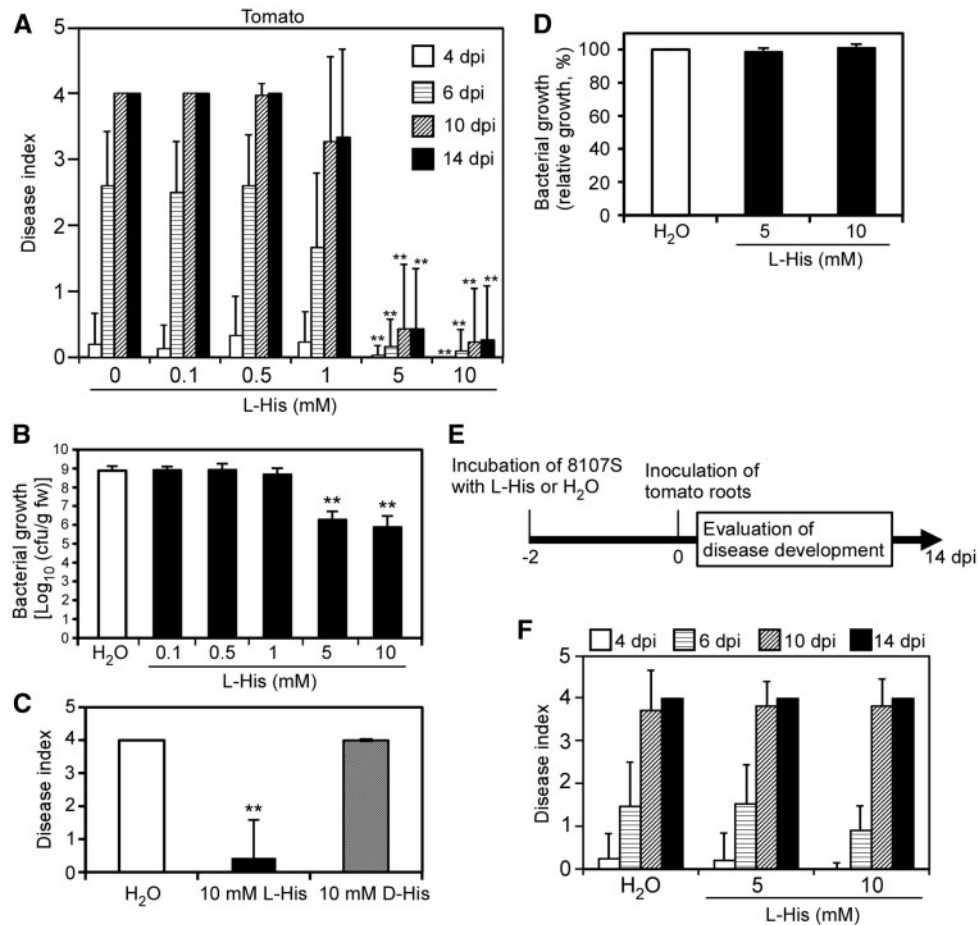 A
Tomato
Disease index
5
4
3
2
1
0
4 dpi
6 dpi
10 dpi
14 dpi
** ** ** ** ** ** ** **
0 0.1 0.5 1 5 10
L-His (mM)
B
Bacterial growth
[Log10 (cfu/g fw)]
10
9
8
7
6
5
4
3
2
1
0
** **
H2O 0.1 0.5 1 5 10
L-His (mM)
C
Disease index
5
4
3
2
1
0
**
H2O 10 mM L-His 10 mM D-His
D
Bacterial growth
(relative growth, %)
100
80
60
40
20
0
H2O 5 10
L-His (mM)
E
Incubation of 8107S
with L-His or H2O
Inoculation of
tomato roots
Evaluation of
disease development
-2 0 14 dpi
F
4 dpi 6 dpi 10 dpi 14 dpi
Disease index
5
4
3
2
1
0
H2O 5 10
L-His (mM)